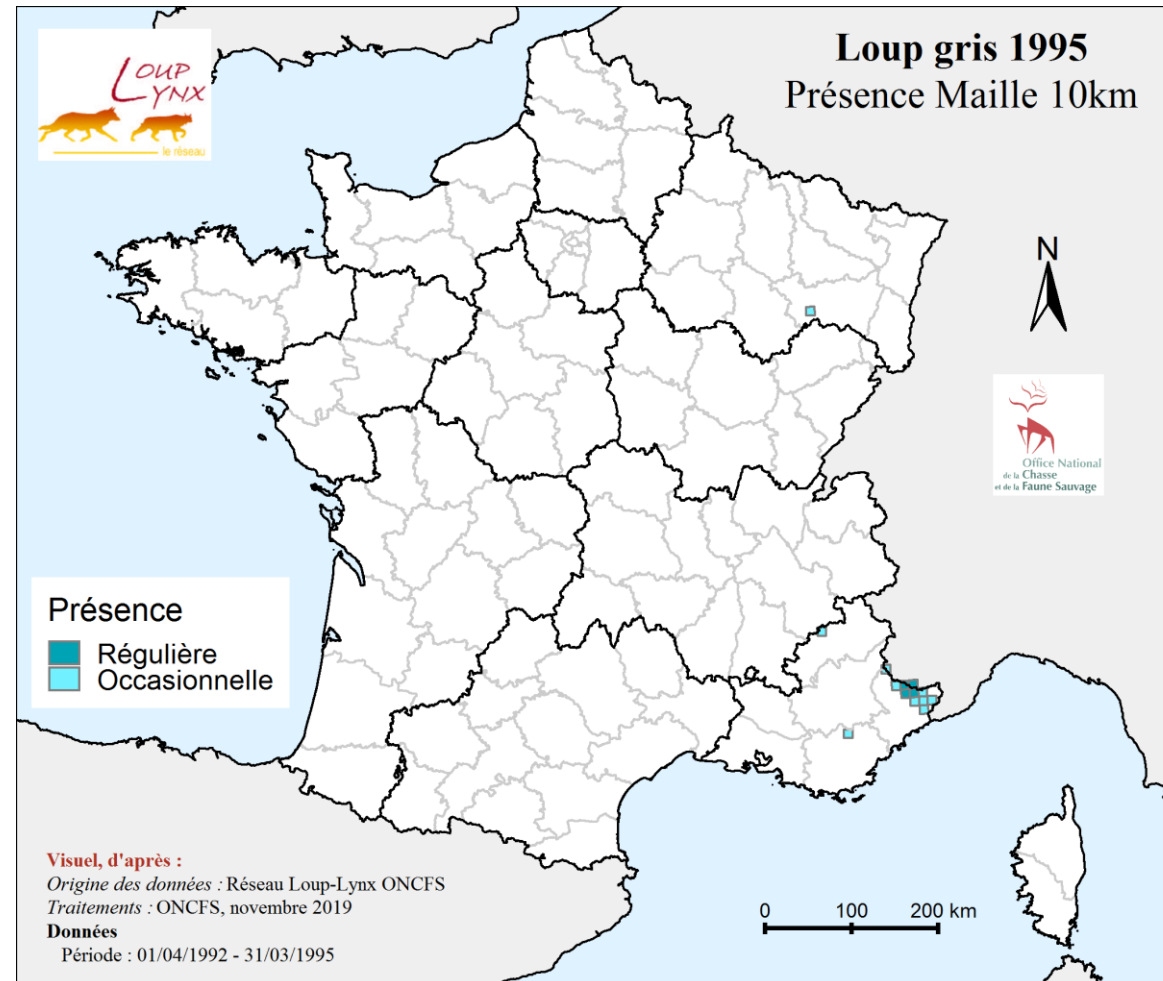 LOUP
LYNX
le réseau
Loup gris 1995
Présence Maille 10km
N
Office National
de la Chasse
et de la Faune Sauvage
Présence
Régulière
Occasionnelle
Visuel, d'après :
Origine des données : Réseau Loup-Lynx ONCFS
Traitements : ONCFS, novembre 2019
Données
Période : 01/04/1992 - 31/03/1995
0 100 200 km